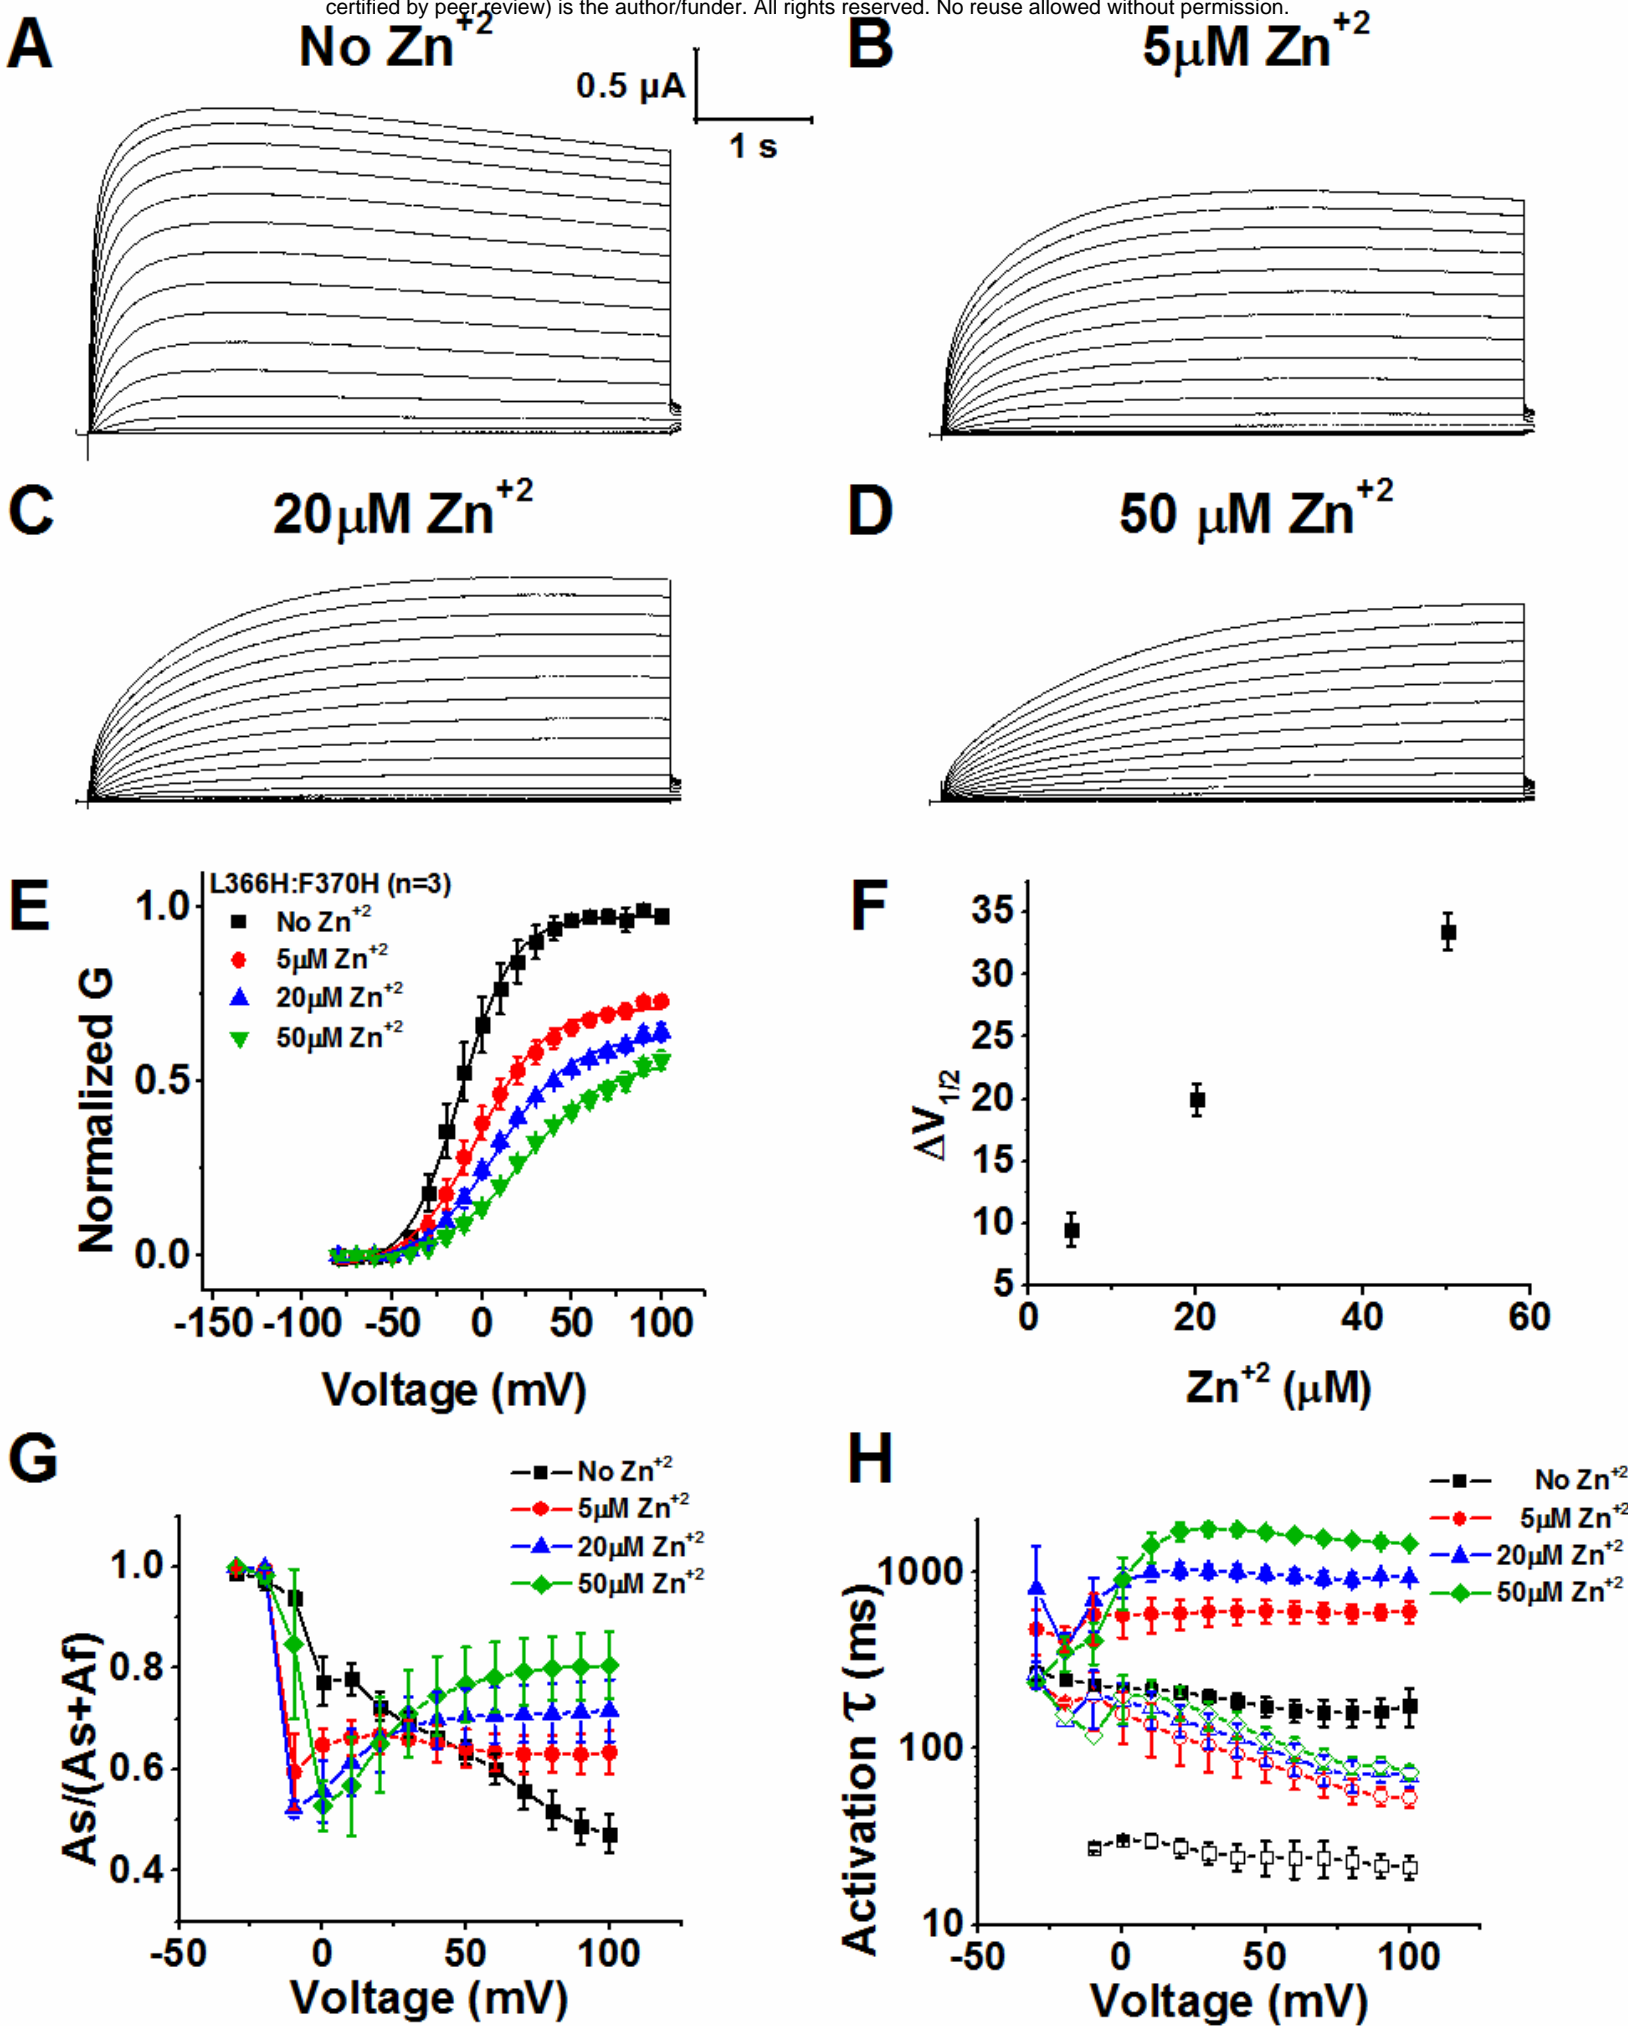 certified by peer review) is the author/funder. All rights reserved. No reuse allowed without permission.
A
No Zn+2
0.5 µA
1 s
B
5µM Zn+2
C
20µM Zn+2
D
50 µM Zn+2
E
L366H:F370H (n=3)
No Zn+2
5µM Zn+2
20µM Zn+2
50µM Zn+2
Normalized G
1.0
0.5
0.0
-150 -100 -50 0 50 100
Voltage (mV)
F
ΔV1/2
35
30
25
20
15
10
5
0 20 40 60
Zn+2 (µM)
G
No Zn+2
5µM Zn+2
20µM Zn+2
50µM Zn+2
As/(As+Af)
1.0
0.8
0.6
0.4
-50 0 50 100
Voltage (mV)
H
No Zn+2
5µM Zn+2
20µM Zn+2
50µM Zn+2
Activation τ (ms)
1000
100
10
-50 0 50 100
Voltage (mV)